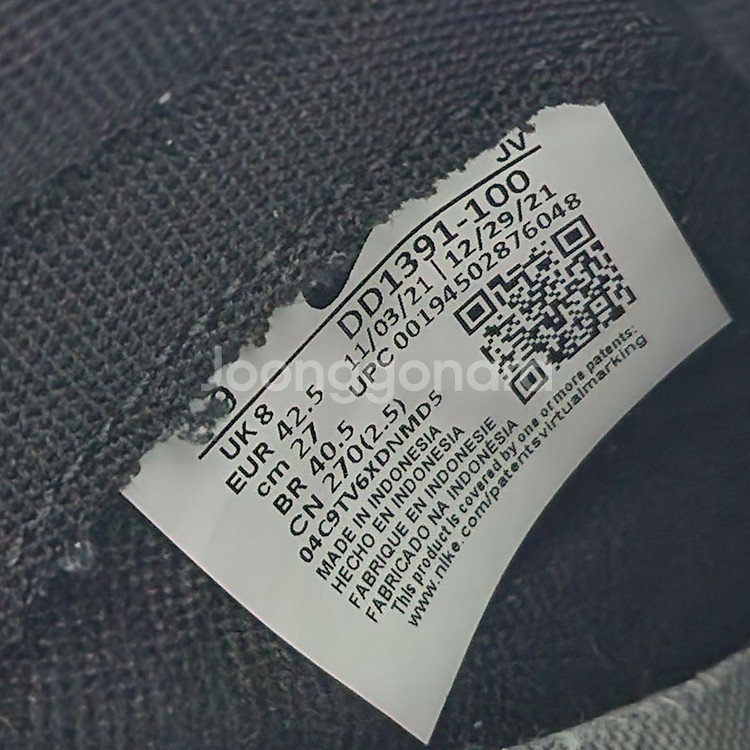 JV
9
DD1391-100
11/03/21 | 12/29/21
UPC 00194502876048
UK 8
EUR 42.5
cm 27
BR 40.5
CN 270(2.5)
04C9TV6XDNMD5
MADE IN INDONESIA
HECHO EN INDONESIA
FABRIQUE EN INDONESIE
FABRICADO NA INDONESIA
This product is covered by one or more patents:
www.nike.com/patentsvirtualmarking
Joonggonara